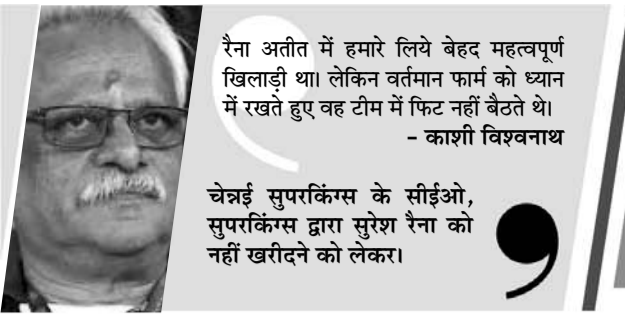 रैना अतीत में हमारे लिये बेहद महत्वपूर्ण
खिलाड़ी था। लेकिन वर्तमान फार्म को ध्यान
में रखते हुए वह टीम में फिट नहीं बैठते थे।
- काशी विश्वनाथ
चेन्नई सुपरकिंग्स के सीईओ,
सुपरकिंग्स द्वारा सुरेश रैना को
नहीं खरीदने को लेकर।